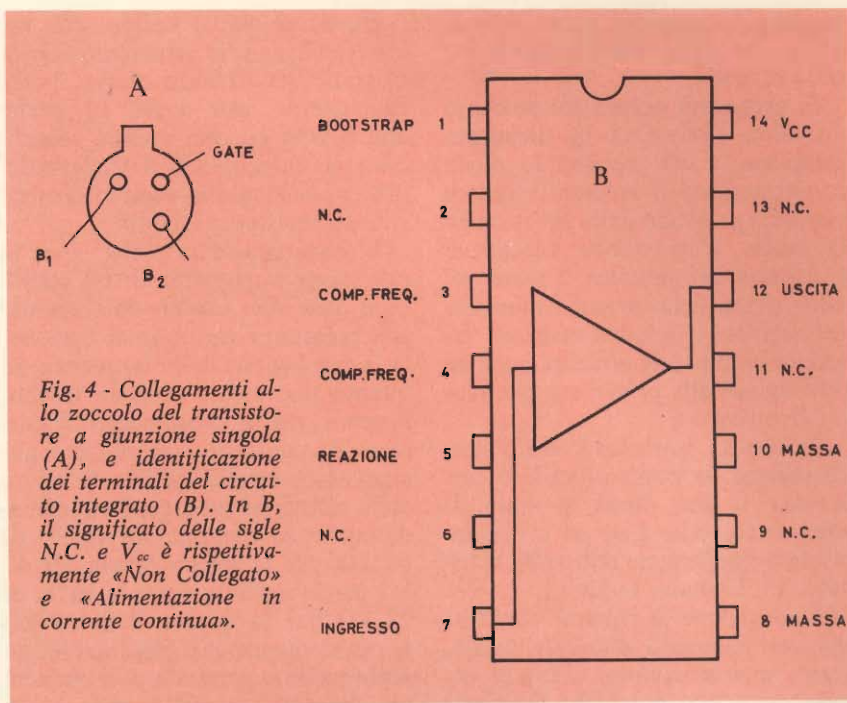 A
GATE
B₁
B₂
Fig. 4 - Collegamenti al-
lo zoccolo del transisto-
re a giunzione singola
(A), e identificazione
dei terminali del circui-
to integrato (B). In B,
il significato delle sigle
N.C. e Vcc è rispettiva-
mente «Non Collegato»
e «Alimentazione in
corrente continua».
B
BOOTSTRAP 1
N.C. 2
COMP.FREQ. 3
COMP.FREQ. 4
REAZIONE 5
N.C. 6
INGRESSO 7
14 VCC
13 N.C.
12 USCITA
11 N.C.
10 MASSA
9 N.C.
8 MASSA